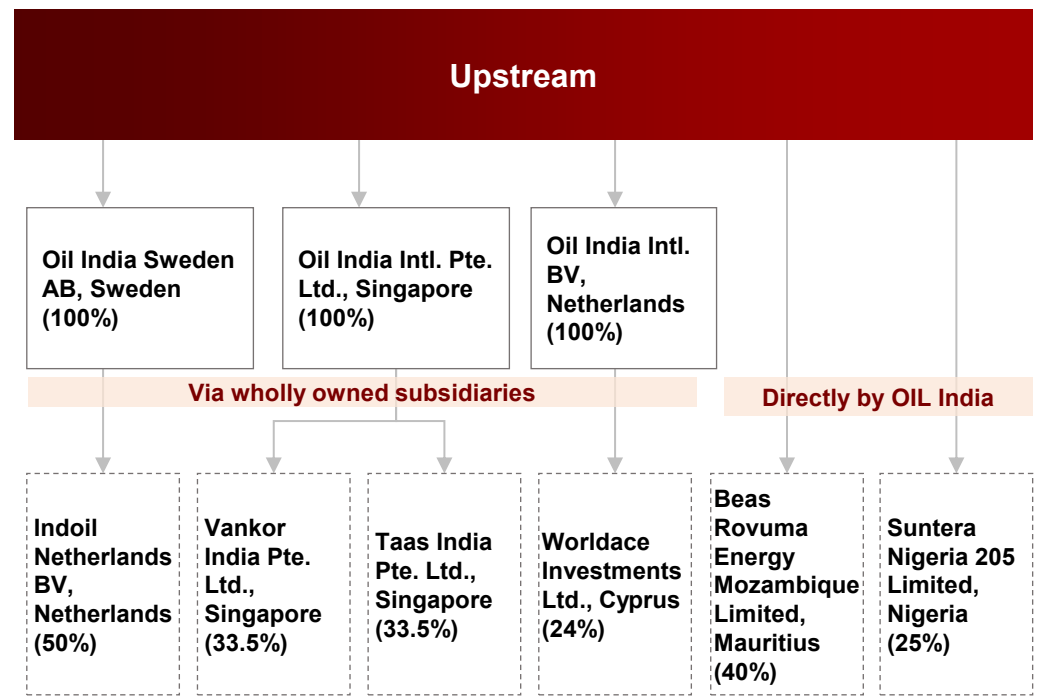 Upstream
Oil India Sweden
AB, Sweden
(100%)
Oil India Intl. Pte.
Ltd., Singapore
(100%)
Oil India Intl.
BV,
Netherlands
(100%)
Via wholly owned subsidiaries
Directly by OIL India
Indoil
Netherlands
BV,
Netherlands
(50%)
Vankor
India Pte.
Ltd.,
Singapore
(33.5%)
Taas India
Pte. Ltd.,
Singapore
(33.5%)
Worldace
Investments
Ltd., Cyprus
(24%)
Beas
Rovuma
Energy
Mozambique
Limited,
Mauritius
(40%)
Suntera
Nigeria 205
Limited,
Nigeria
(25%)